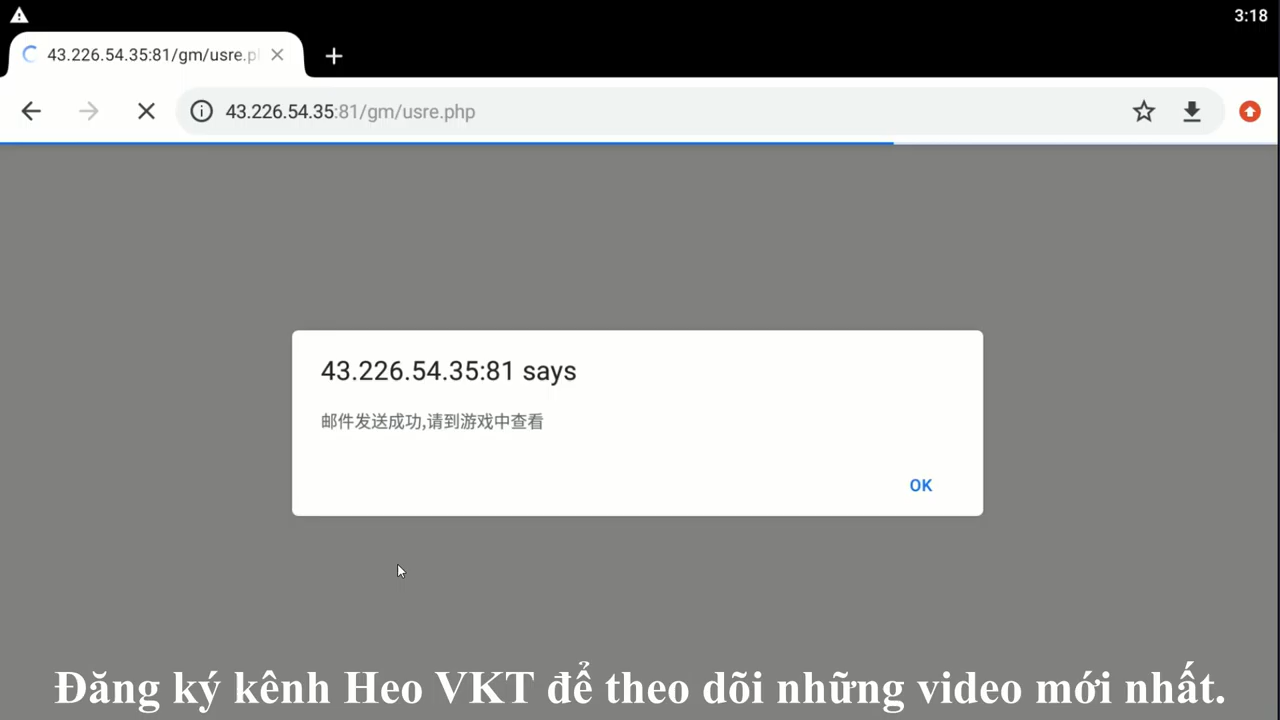 3:18
43.226.54.35:81/gm/usre.p
43.226.54.35:81/gm/usre.php
43.226.54.35:81 says
邮件发送成功,请到游戏中查看
OK
Đăng ký kênh Heo VKT để theo dõi những video mới nhất.